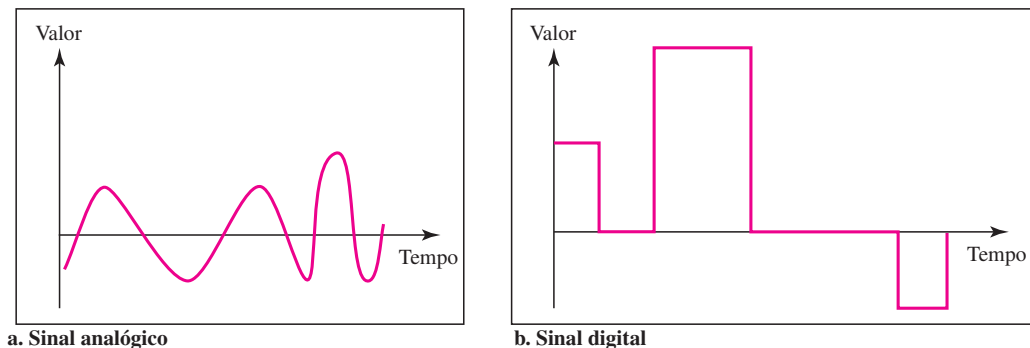 Valor
Tempo
a. Sinal analógico
Valor
Tempo
b. Sinal digital